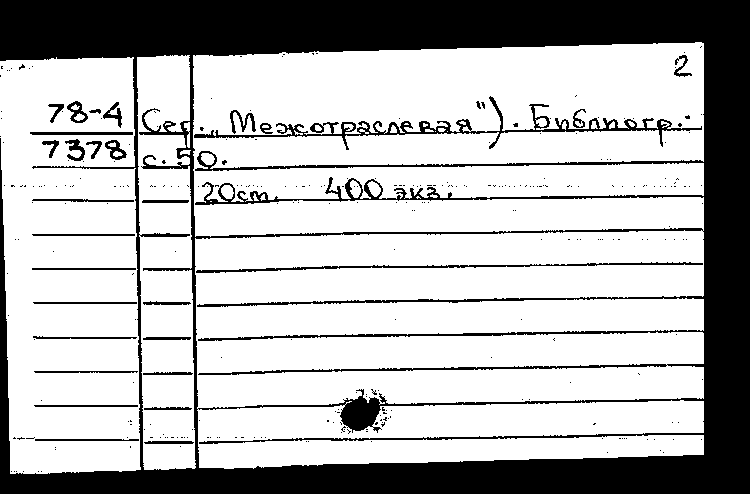 2
78-4 Сер. „Межотраслевая"). Библиогр.:
7378 с. 50.
20см. 400 экз.